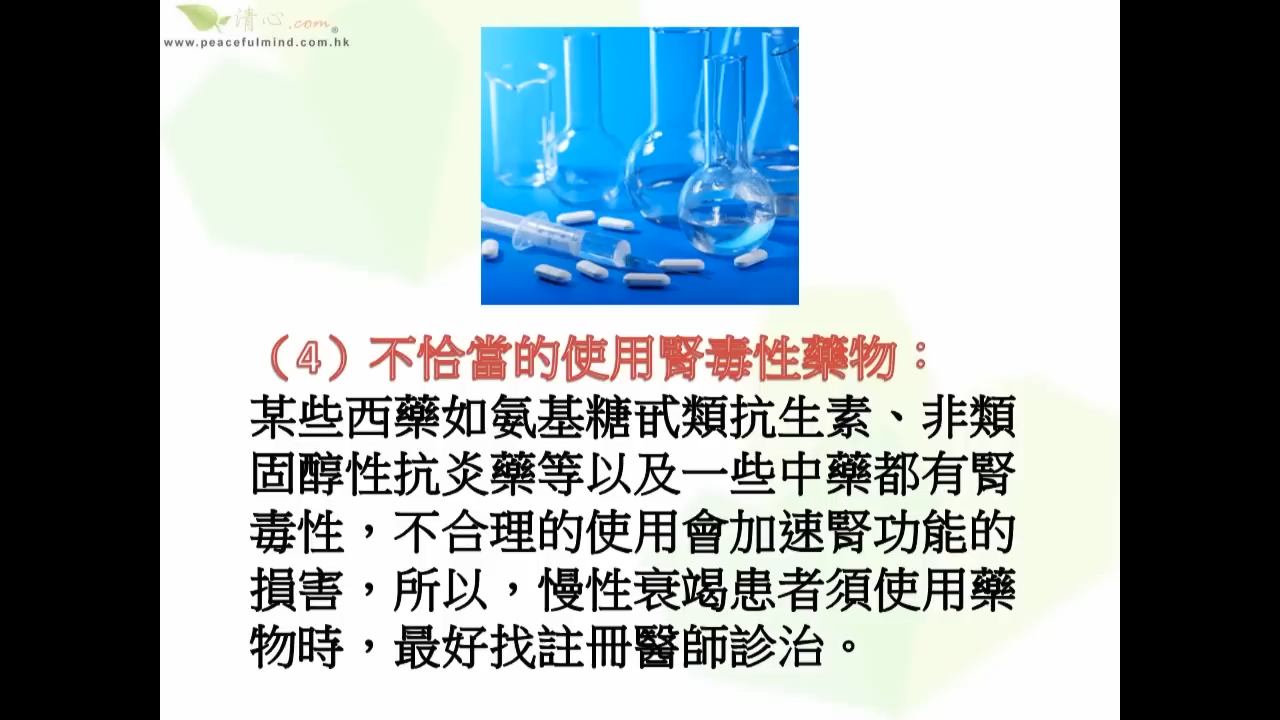 清心.com®
www.peacefulmind.com.hk
（4）不恰當的使用腎毒性藥物：
某些西藥如氨基糖甙類抗生素、非類
固醇性抗炎藥等以及一些中藥都有腎
毒性，不合理的使用會加速腎功能的
損害，所以，慢性衰竭患者須使用藥
物時，最好找註冊醫師診治。